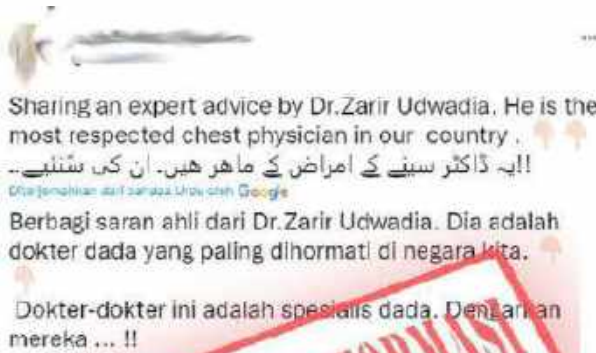 Sharing an expert advice by Dr.Zarir Udwadia. He is the
most respected chest physician in our country .
!!یہ ڈاکٹر سینے کے امراض کے ماھر ھیں۔ ان کی سُنئیے۔۔
Diterjemahkan dari bahasa Urdu oleh Google
Berbagi saran ahli dari Dr.Zarir Udwadia. Dia adalah
dokter dada yang paling dihormati di negara kita.
Dokter-dokter ini adalah spesialis dada. Dengarkan
mereka ... !!